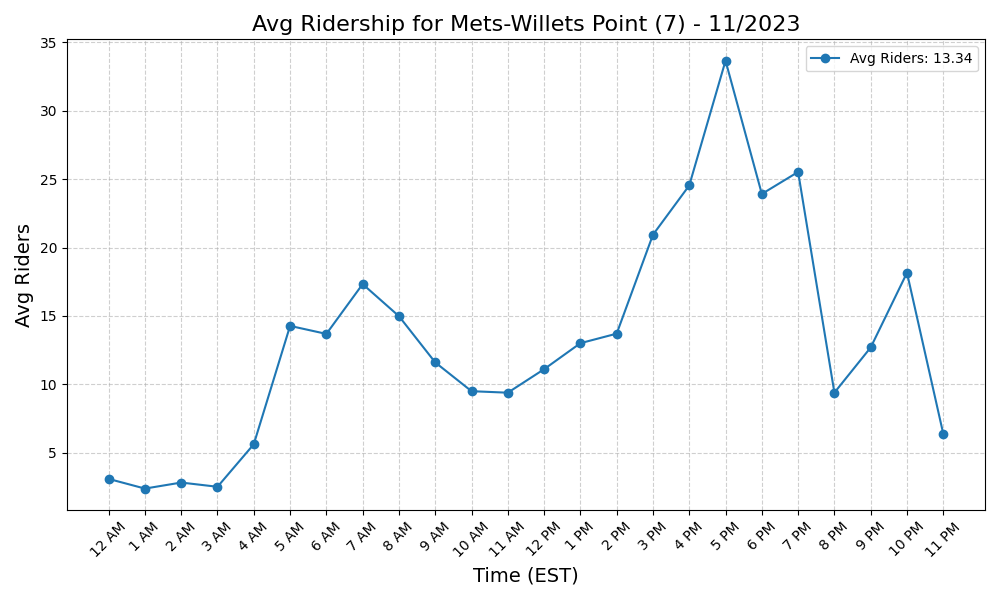 Avg Ridership for Mets-Willets Point (7) - 11/2023
Avg Riders: 13.34
Avg Riders
35
30
25
20
15
10
5
12 AM
1 AM
2 AM
3 AM
4 AM
5 AM
6 AM
7 AM
8 AM
9 AM
10 AM
11 AM
12 PM
1 PM
2 PM
3 PM
4 PM
5 PM
6 PM
7 PM
8 PM
9 PM
10 PM
11 PM
Time (EST)